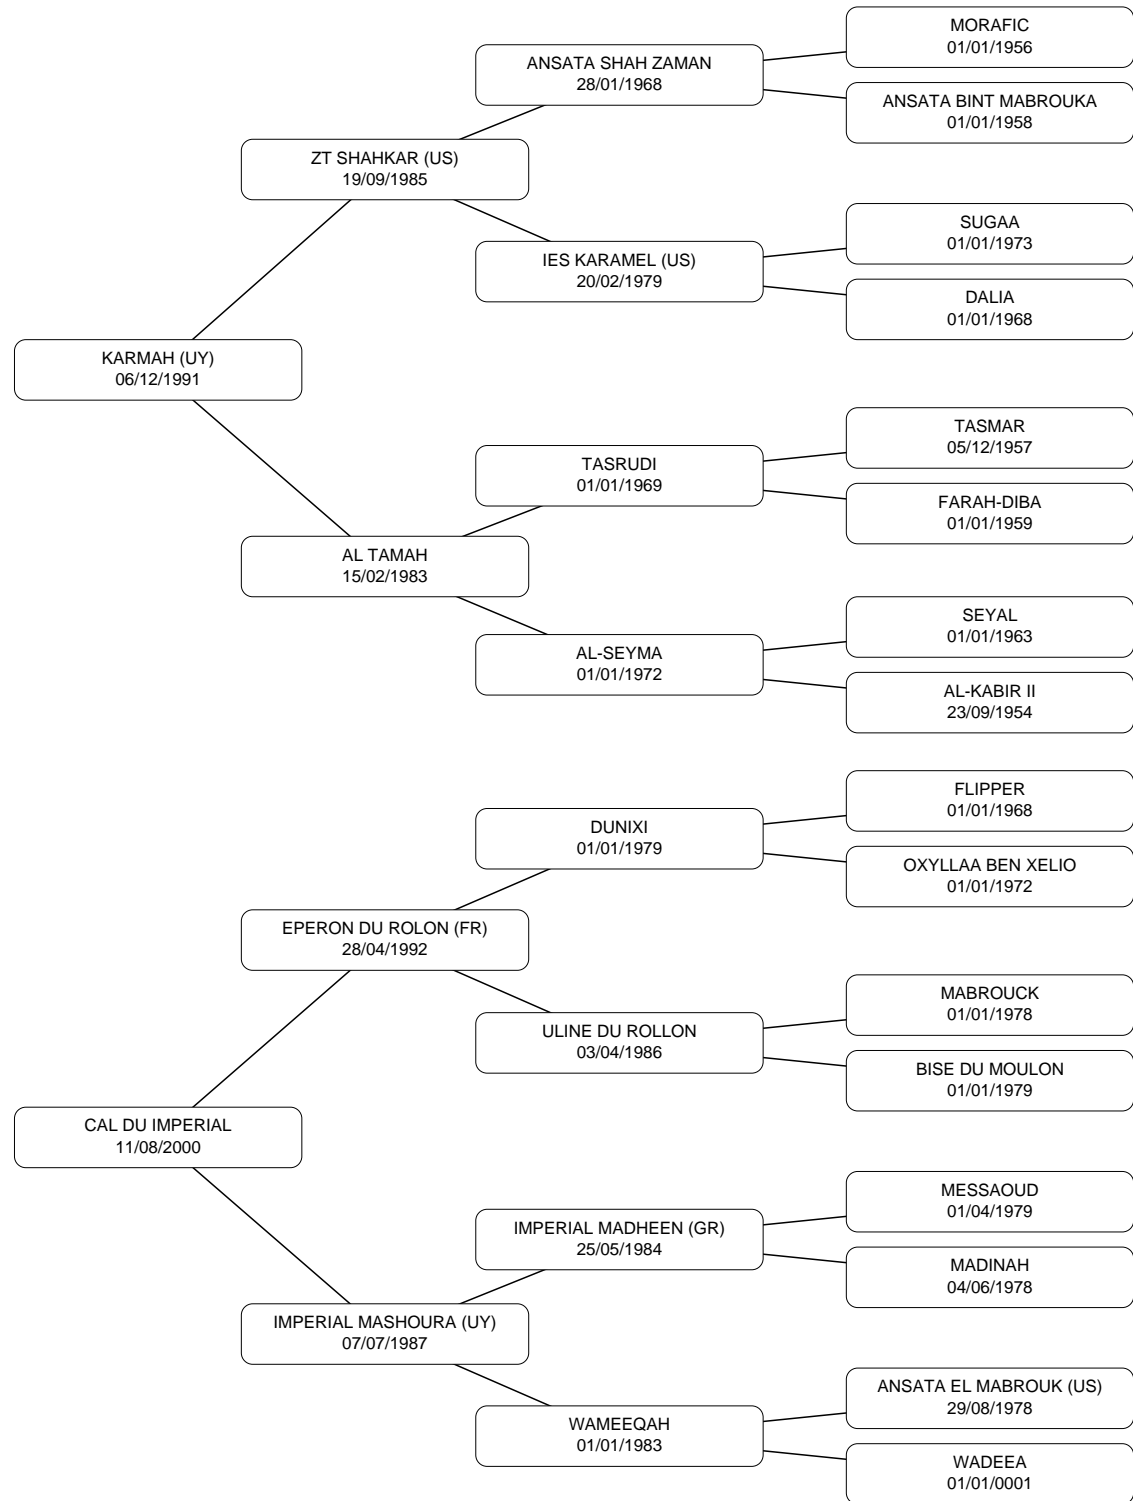 MORAFIC
01/01/1956
ANSATA SHAH ZAMAN
28/01/1968
ANSATA BINT MABROUKA
01/01/1958
ZT SHAHKAR (US)
19/09/1985
SUGAA
01/01/1973
IES KARAMEL (US)
20/02/1979
DALIA
01/01/1968
KARMAH (UY)
06/12/1991
TASMAR
05/12/1957
TASRUDI
01/01/1969
FARAH-DIBA
01/01/1959
AL TAMAH
15/02/1983
SEYAL
01/01/1963
AL-SEYMA
01/01/1972
AL-KABIR II
23/09/1954
FLIPPER
01/01/1968
DUNIXI
01/01/1979
OXYLLAA BEN XELIO
01/01/1972
EPERON DU ROLON (FR)
28/04/1992
MABROUCK
01/01/1978
ULINE DU ROLLON
03/04/1986
BISE DU MOULON
01/01/1979
CAL DU IMPERIAL
11/08/2000
MESSAOUD
01/04/1979
IMPERIAL MADHEEN (GR)
25/05/1984
MADINAH
04/06/1978
IMPERIAL MASHOURA (UY)
07/07/1987
ANSATA EL MABROUK (US)
29/08/1978
WAMEEQAH
01/01/1983
WADEEA
01/01/0001